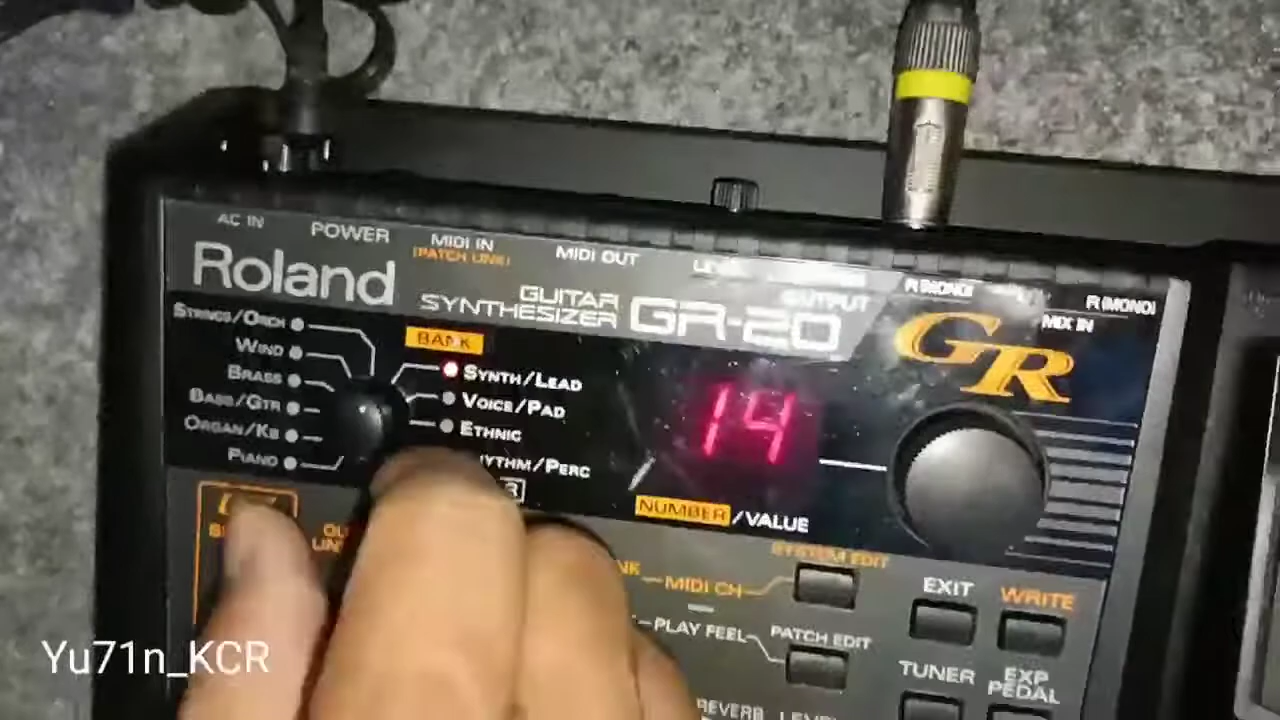 AC IN
POWER
MIDI IN
(PATCH LINK)
MIDI OUT
OUTPUT
R (MONO)
R (MONO)
MIX IN
Roland
GUITAR
SYNTHESIZER
GR-20
GR
BANK
STRINGS/ORCH
WIND
BRASS
BASS/GTR
ORGAN/KB
PIANO
SYNTH/LEAD
VOICE/PAD
ETHNIC
YTHM/PERC
14
NUMBER/VALUE
SYSTEM EDIT
NK
MIDI CH
EXIT
WRITE
PLAY FEEL
PATCH EDIT
TUNER
EXP
PEDAL
REVERB
Yu71n_KCR